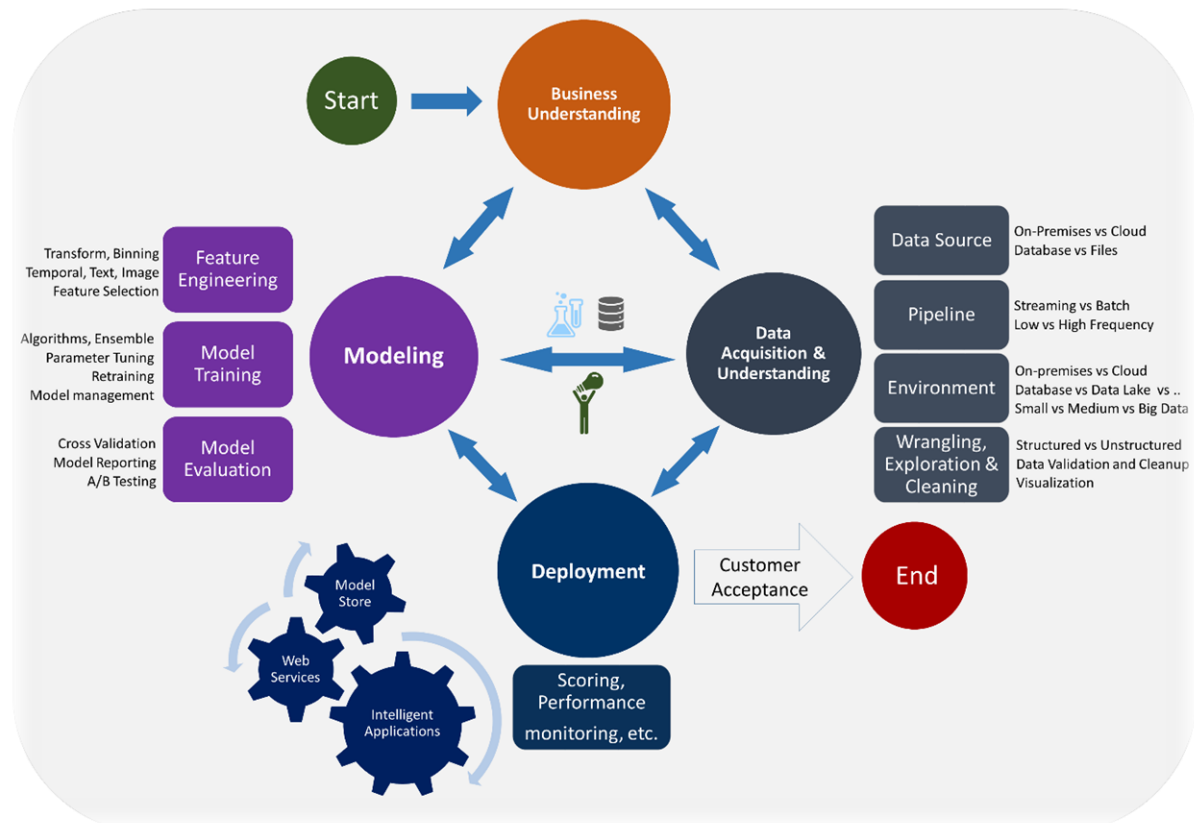 Start
Business
Understanding
Transform, Binning
Temporal, Text, Image
Feature Selection
Feature
Engineering
Algorithms, Ensemble
Parameter Tuning
Retraining
Model management
Model
Training
Cross Validation
Model Reporting
A/B Testing
Model
Evaluation
Modeling
Data
Acquisition &
Understanding
Data Source
On-Premises vs Cloud
Database vs Files
Pipeline
Streaming vs Batch
Low vs High Frequency
Environment
On-premises vs Cloud
Database vs Data Lake vs ..
Small vs Medium vs Big Data
Wrangling,
Exploration &
Cleaning
Structured vs Unstructured
Data Validation and Cleanup
Visualization
Deployment
Customer
Acceptance
End
Model
Store
Web
Services
Intelligent
Applications
Scoring,
Performance
monitoring, etc.